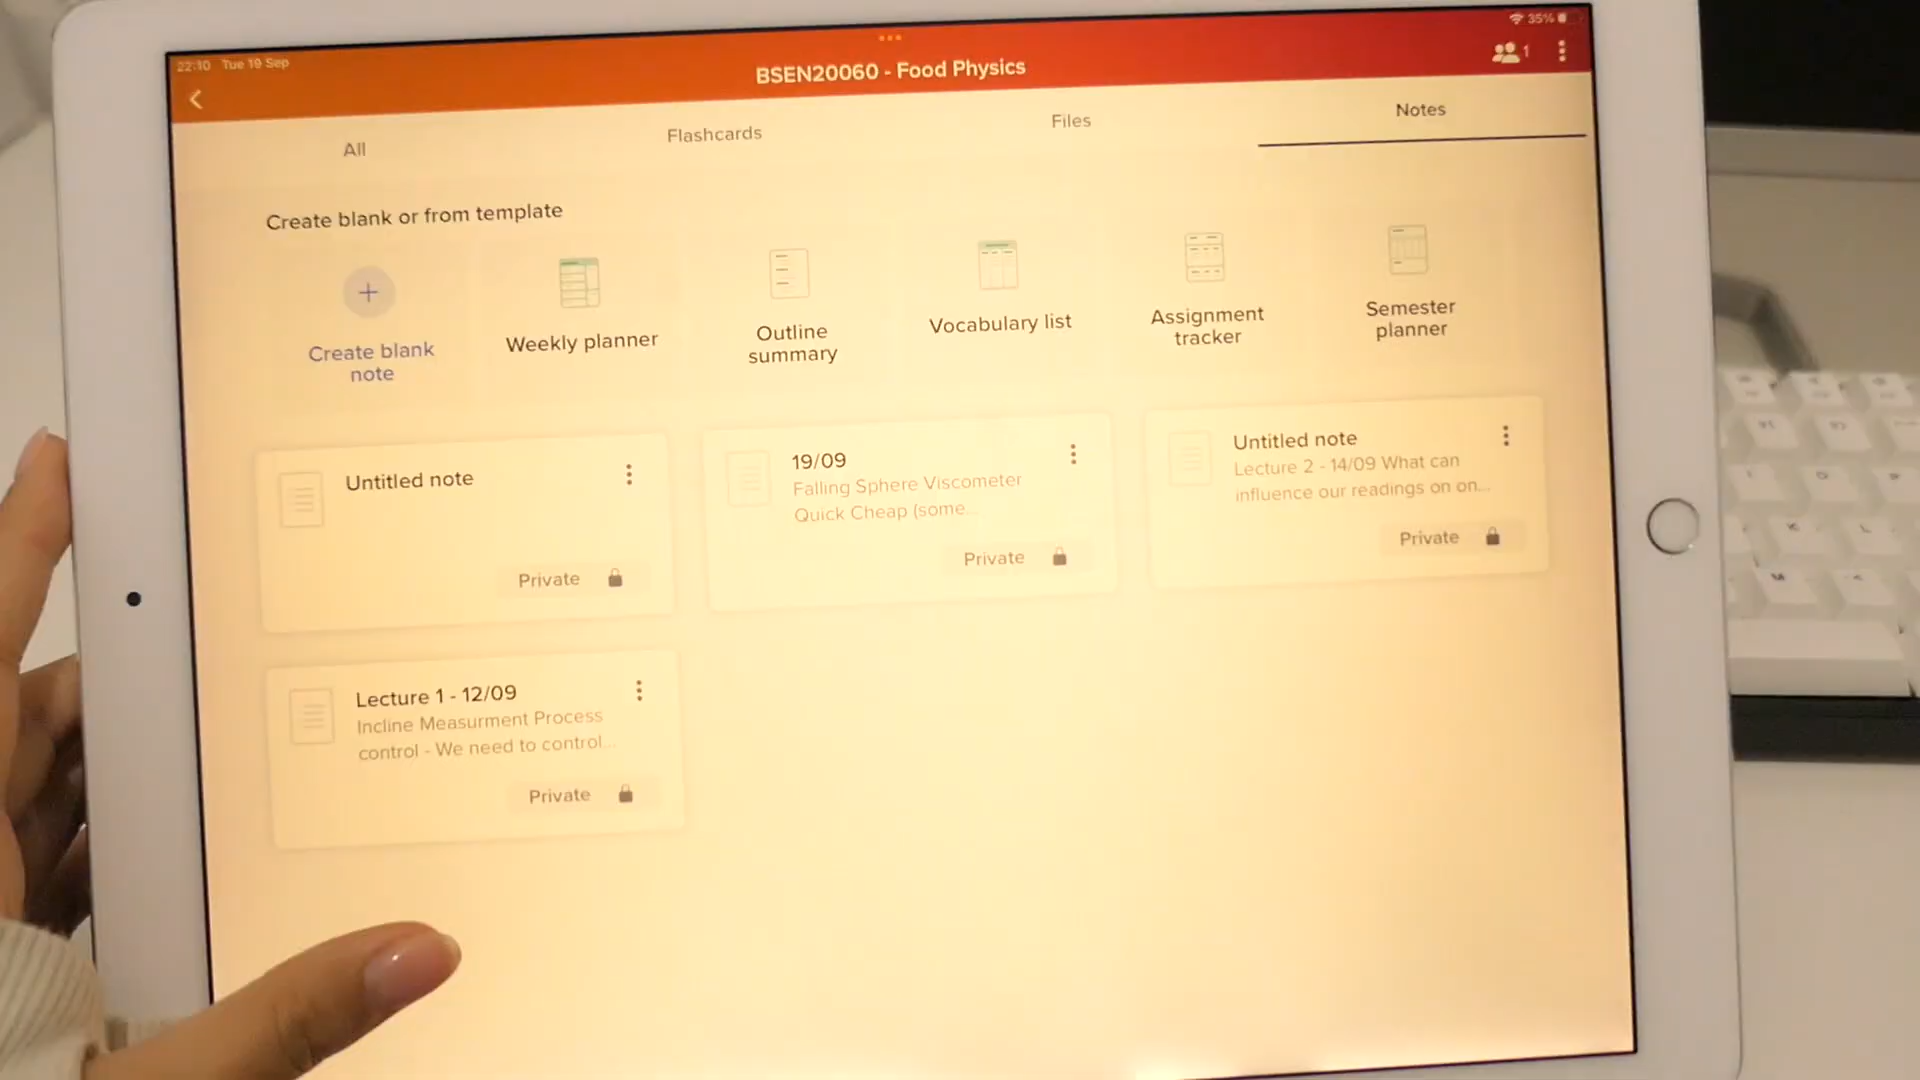 22:10 Tue 19 Sep
35%
BSEN20060 - Food Physics
1
All
Flashcards
Files
Notes
Create blank or from template
Create blank
note
Weekly planner
Outline
summary
Vocabulary list
Assignment
tracker
Semester
planner
Untitled note
Private
19/09
Falling Sphere Viscometer
Quick Cheap (some...
Private
Untitled note
Lecture 2 - 14/09 What can
influence our readings on on...
Private
Lecture 1 - 12/09
Incline Measurment Process
control - We need to control...
Private